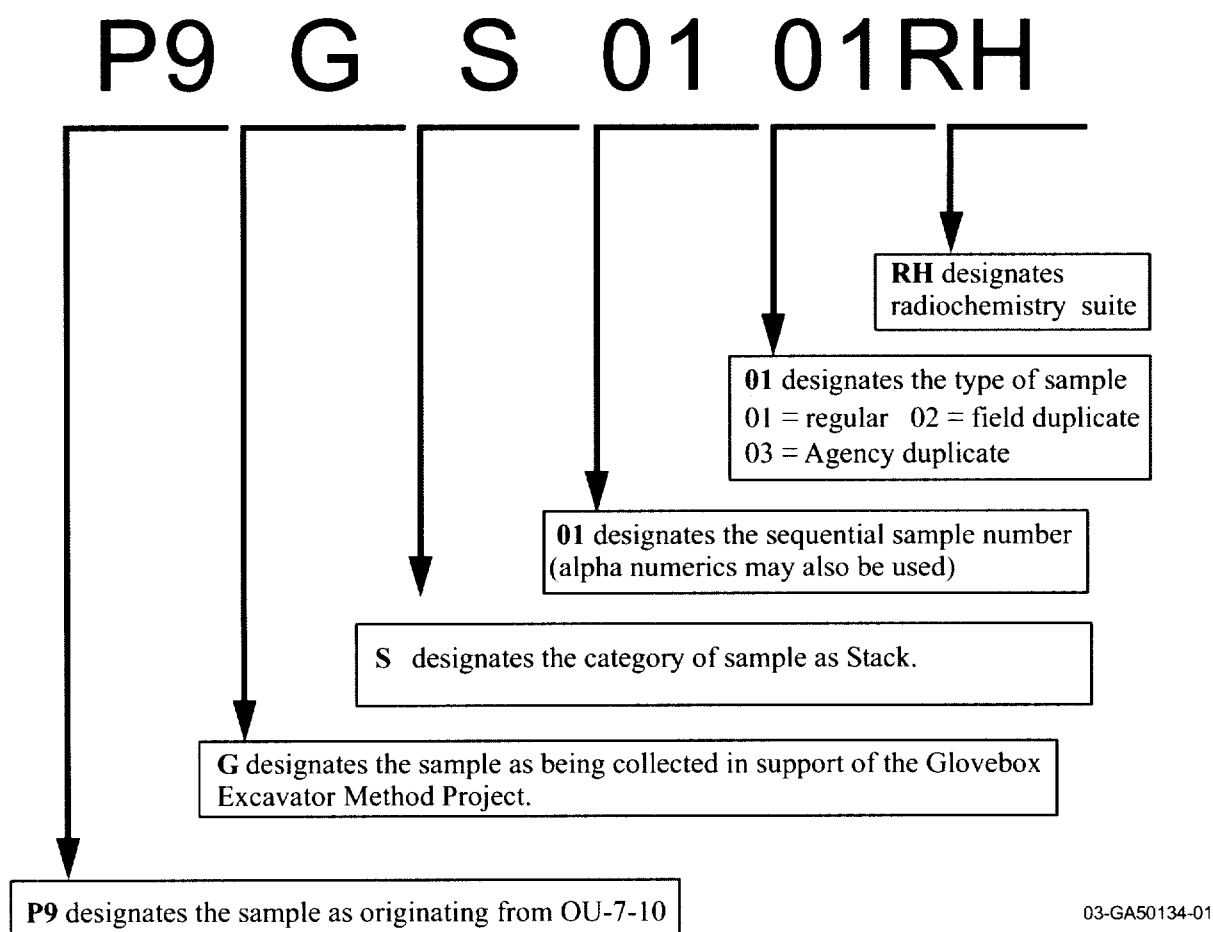 P9 G S 01 01RH
RH designates
radiochemistry suite
01 designates the type of sample
01 = regular 02 = field duplicate
03 = Agency duplicate
01 designates the sequential sample number
(alpha numerics may also be used)
S designates the category of sample as Stack.
G designates the sample as being collected in support of the Glovebox
Excavator Method Project.
P9 designates the sample as originating from OU-7-10
03-GA50134-01